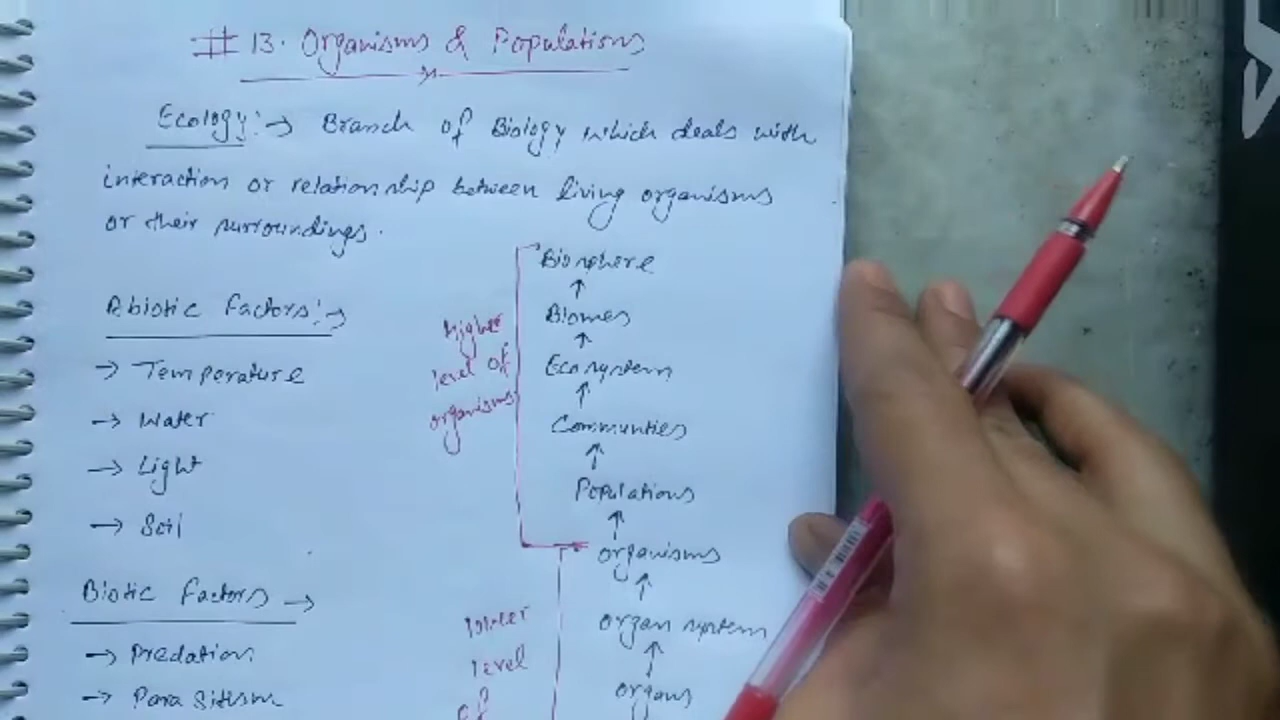 # 13. Organisms & Populations
Ecology :→ Branch of Biology which deals with
interaction or relationship between living organisms
or their surroundings.
Abiotic Factors :→
→ Temperature
→ Water
→ Light
→ Soil
Biotic Factors →
→ Predation
→ Parasitism
Higher
level of
organisms
Biosphere
↑
Biomes
↑
Ecosystem
↑
Communties
↑
Populations
↑
organisms
↑
organ system
↑
organs
lower
level
of